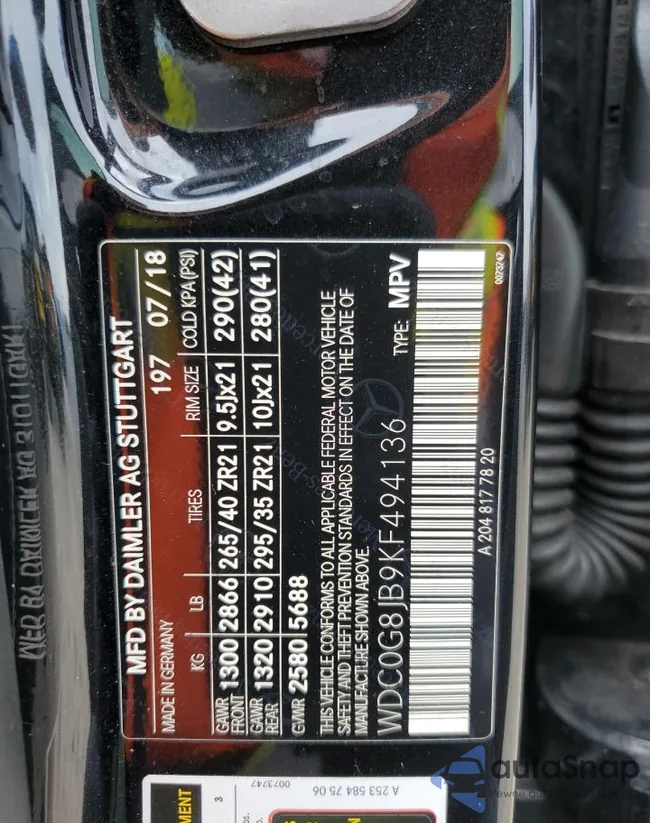 MFD BY DAIMLER AG STUTTGART
MADE IN GERMANY 197 07/18
KG LB TIRES RIM SIZE COLD KPA(PSI)
GAWR FRONT 1300 2866 265/40 ZR21 9.5Jx21 290(42)
GAWR REAR 1320 2910 295/35 ZR21 10Jx21 280(41)
GVWR 2580 5688
THIS VEHICLE CONFORMS TO ALL APPLICABLE FEDERAL MOTOR VEHICLE
SAFETY AND THEFT PREVENTION STANDARDS IN EFFECT ON THE DATE OF
MANUFACTURE SHOWN ABOVE.
WDC0G8JB9KF494136 TYPE: MPV
A 204 817 78 20
0073747
A 253 584 75 06
0073747
3
autoSnap